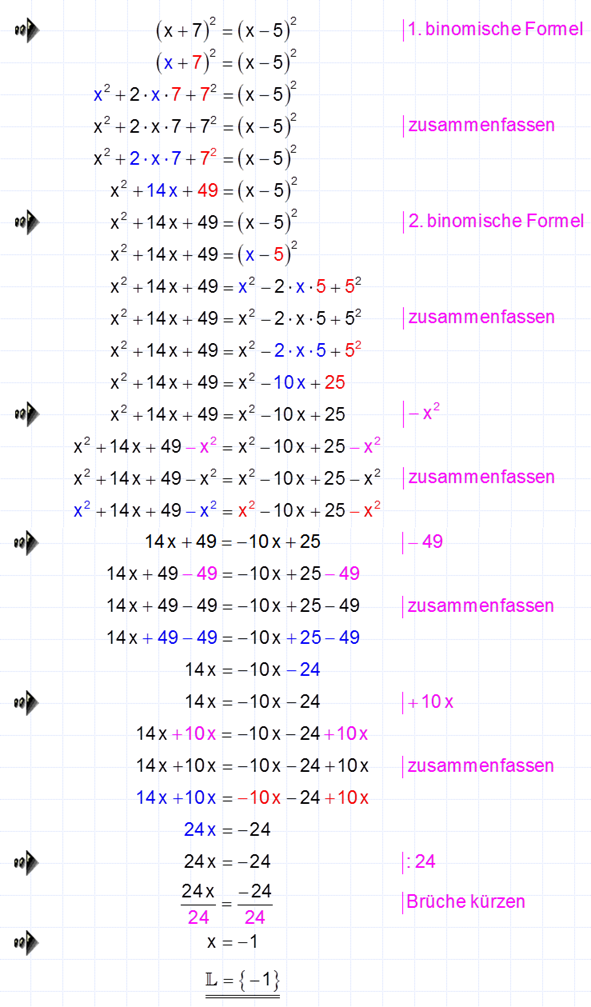 (x + 7)² = (x − 5)² |1. binomische Formel
(x + 7)² = (x − 5)²
x² + 2 · x · 7 + 7² = (x − 5)²
x² + 2 · x · 7 + 7² = (x − 5)² |zusammenfassen
x² + 2 · x · 7 + 7² = (x − 5)²
x² + 14x + 49 = (x − 5)²
x² + 14x + 49 = (x − 5)² |2. binomische Formel
x² + 14x + 49 = (x − 5)²
x² + 14x + 49 = x² − 2 · x · 5 + 5²
x² + 14x + 49 = x² − 2 · x · 5 + 5² |zusammenfassen
x² + 14x + 49 = x² − 2 · x · 5 + 5²
x² + 14x + 49 = x² − 10x + 25
x² + 14x + 49 = x² − 10x + 25 |− x²
x² + 14x + 49 − x² = x² − 10x + 25 − x²
x² + 14x + 49 − x² = x² − 10x + 25 − x² |zusammenfassen
x² + 14x + 49 − x² = x² − 10x + 25 − x²
14x + 49 = −10x + 25 |− 49
14x + 49 − 49 = −10x + 25 − 49
14x + 49 − 49 = −10x + 25 − 49 |zusammenfassen
14x + 49 − 49 = −10x + 25 − 49
14x = −10x − 24
14x = −10x − 24 |+ 10x
14x + 10x = −10x − 24 + 10x
14x + 10x = −10x − 24 + 10x |zusammenfassen
14x + 10x = −10x − 24 + 10x
24x = −24
24x = −24 |: 24
24x/24 = −24/24 |Brüche kürzen
x = −1
𝕃 = {−1}